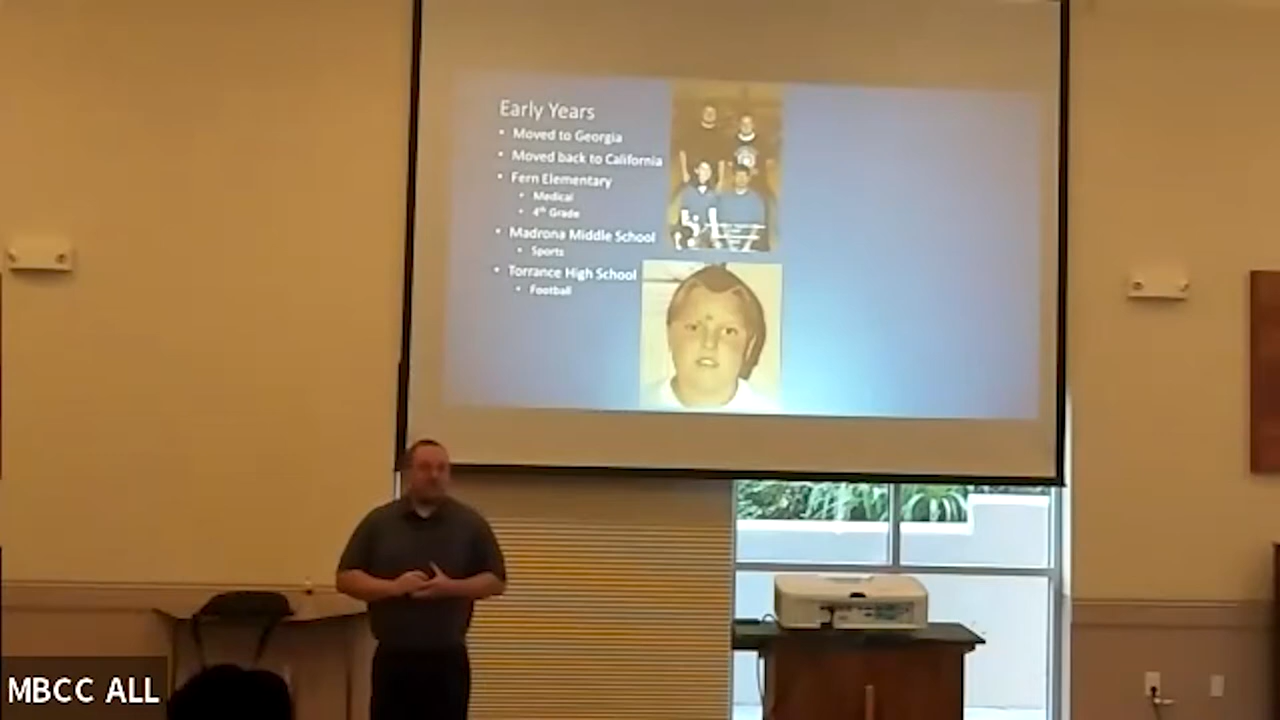 Early Years
• Moved to Georgia
• Moved back to California
• Fern Elementary
• Medical
• 4th Grade
• Madrona Middle School
• Sports
• Torrance High School
• Football
MBCC ALL